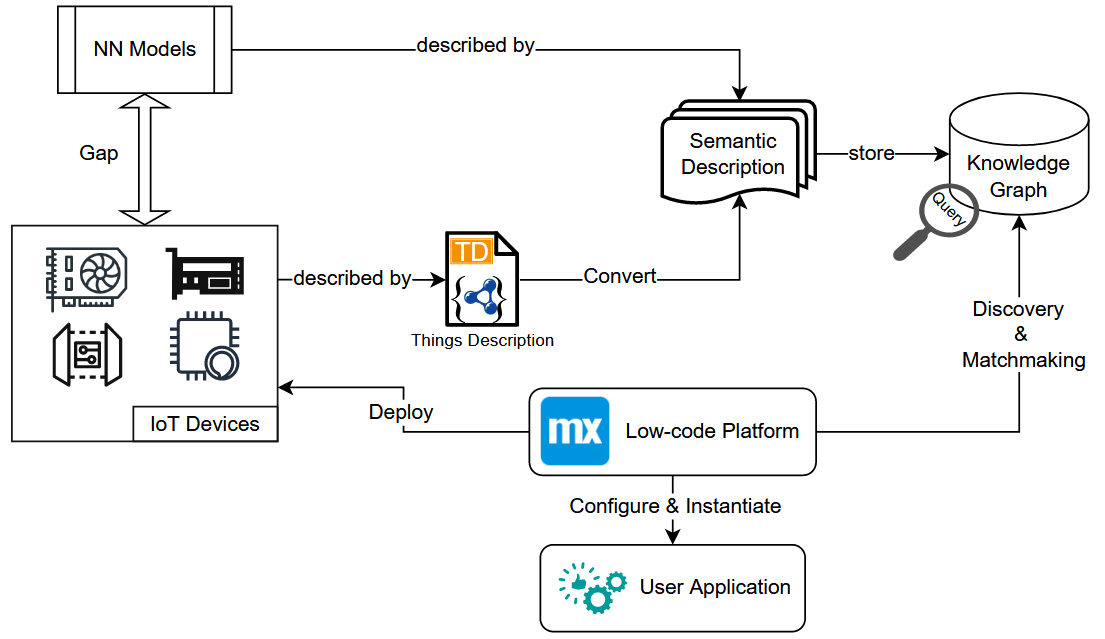 NN Models
described by
Gap
Semantic
Description
store
Knowledge
Graph
Query
described by
TD
Things Description
Convert
Discovery
&
Matchmaking
IoT Devices
Deploy
mx
Low-code Platform
Configure & Instantiate
User Application